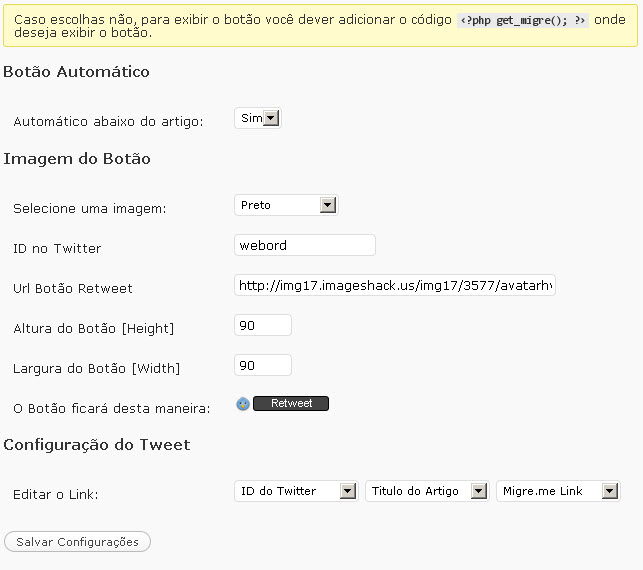 Caso escolhas não, para exibir o botão você dever adicionar o código <?php get_migre(); ?> onde
deseja exibir o botão.
Botão Automático
Automático abaixo do artigo: Sim
Imagem do Botão
Selecione uma imagem: Preto
ID no Twitter webord
Url Botão Retweet http://img17.imageshack.us/img17/3577/avatarhv
Altura do Botão [Height] 90
Largura do Botão [Width] 90
O Botão ficará desta maneira: Retweet
Configuração do Tweet
Editar o Link: ID do Twitter Titulo do Artigo Migre.me Link
Salvar Configurações